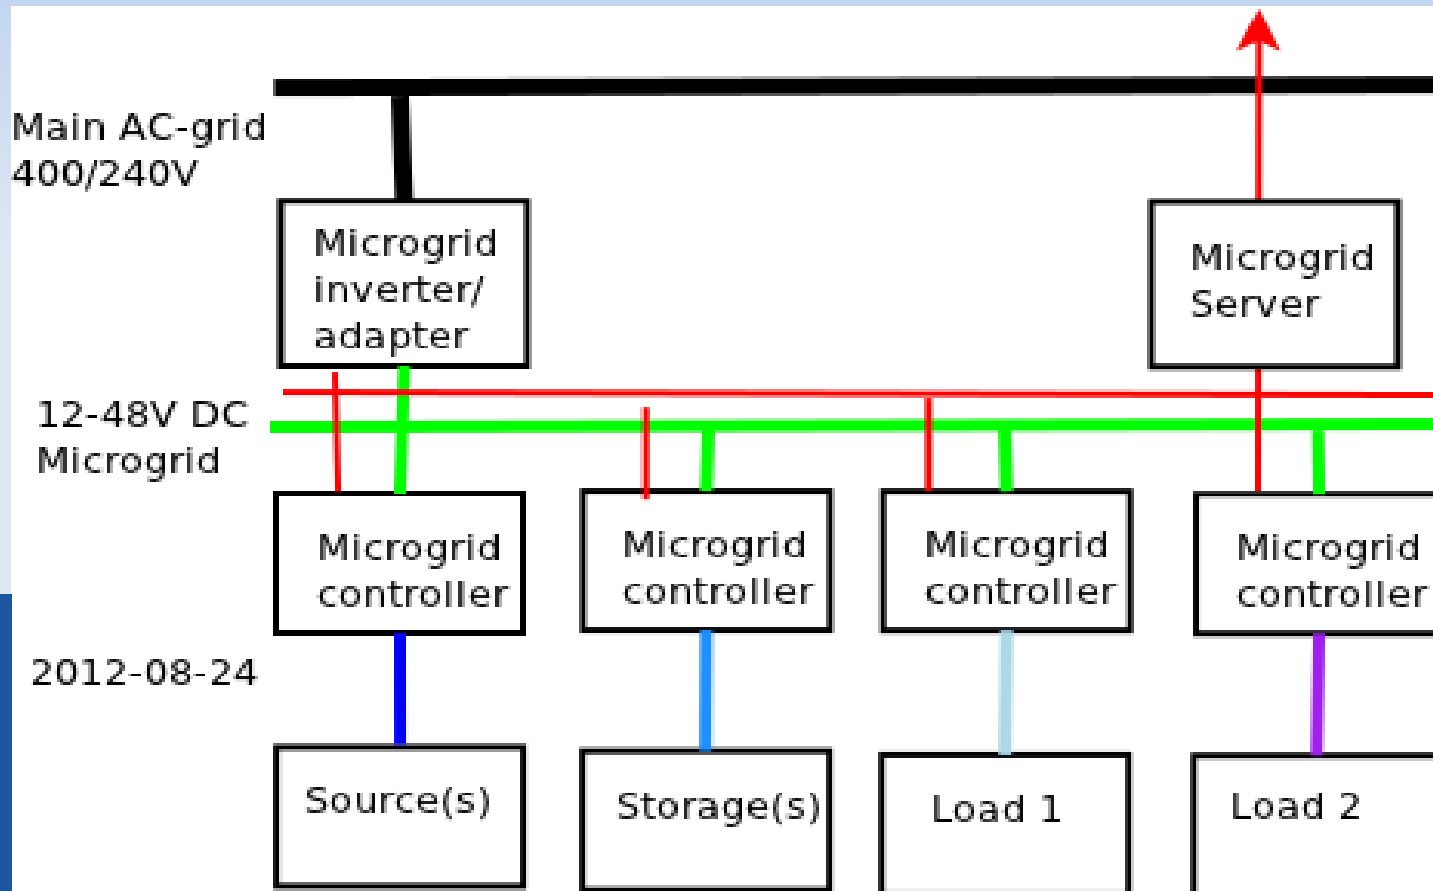 Main AC-grid
400/240V
Microgrid
inverter/
adapter
Microgrid
Server
12-48V DC
Microgrid
Microgrid
controller
Microgrid
controller
Microgrid
controller
Microgrid
controller
2012-08-24
Source(s)
Storage(s)
Load 1
Load 2